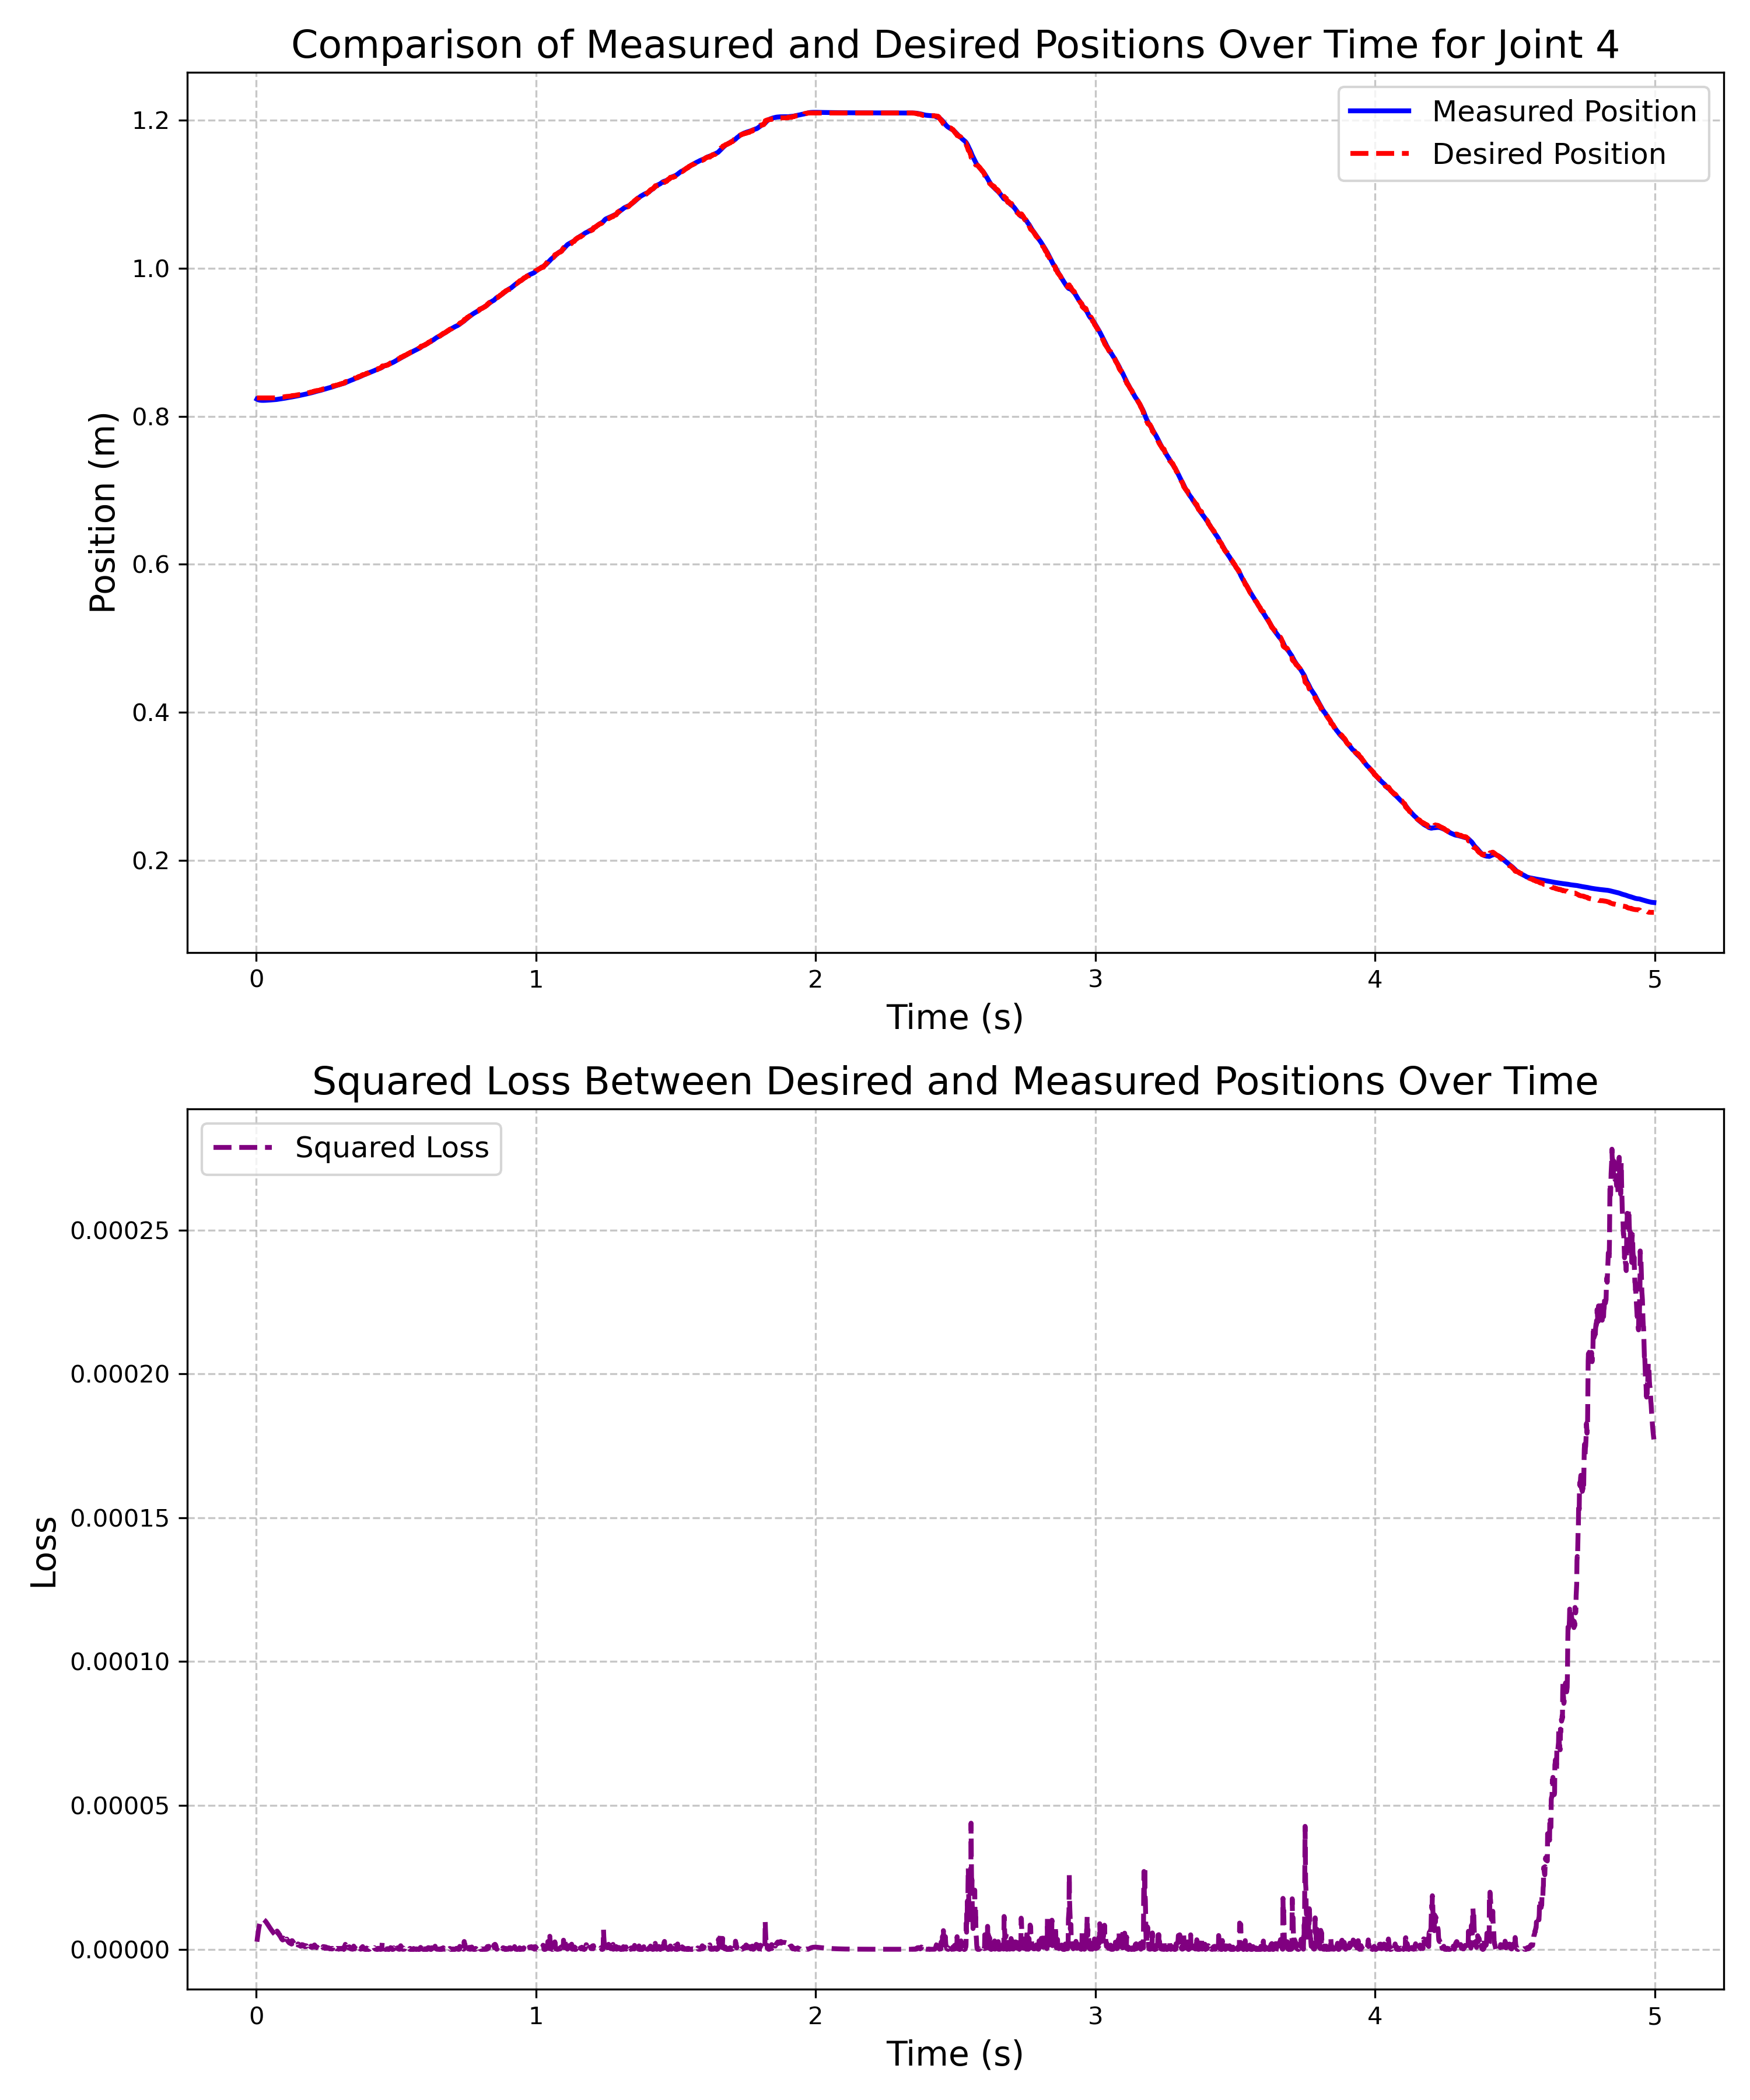 Comparison of Measured and Desired Positions Over Time for Joint 4
Measured Position
Desired Position
Position (m)
1.2
1.0
0.8
0.6
0.4
0.2
0 1 2 3 4 5
Time (s)
Squared Loss Between Desired and Measured Positions Over Time
Squared Loss
Loss
0.00025
0.00020
0.00015
0.00010
0.00005
0.00000
0 1 2 3 4 5
Time (s)